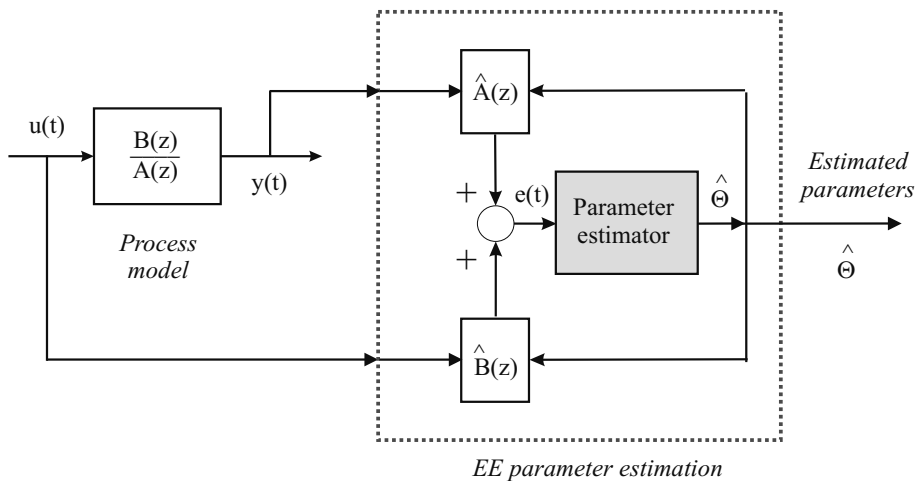 u(t)
B(z)
A(z)
y(t)
Process
model
Â(z)
+
+
e(t)
Parameter
estimator
Θ̂
B̂(z)
Estimated
parameters
Θ̂
EE parameter estimation